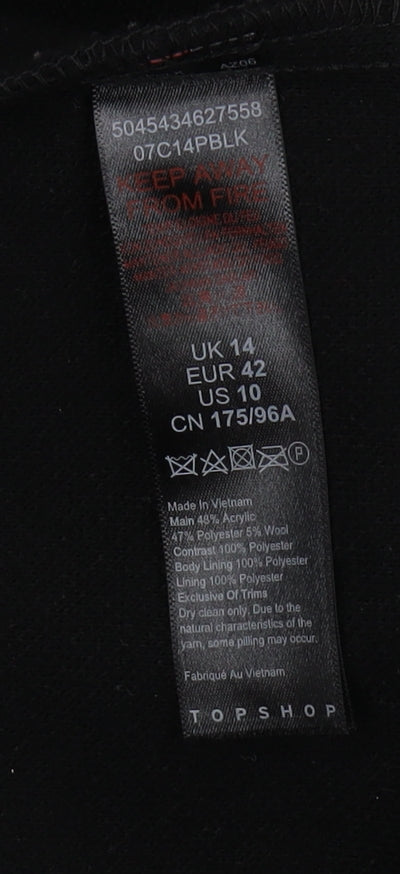 AZ06
5045434627558
07C14PBLK
KEEP AWAY
FROM FIRE
UK 14
EUR 42
US 10
CN 175/96A
P
Made In Vietnam
Main 48% Acrylic
47% Polyester 5% Wool
Contrast 100% Polyester
Body Lining 100% Polyester
Lining 100% Polyester
Exclusive Of Trims
Dry clean only. Due to the
natural characteristics of the
yarn, some pilling may occur.
Fabriqué Au Vietnam
TOPSHOP